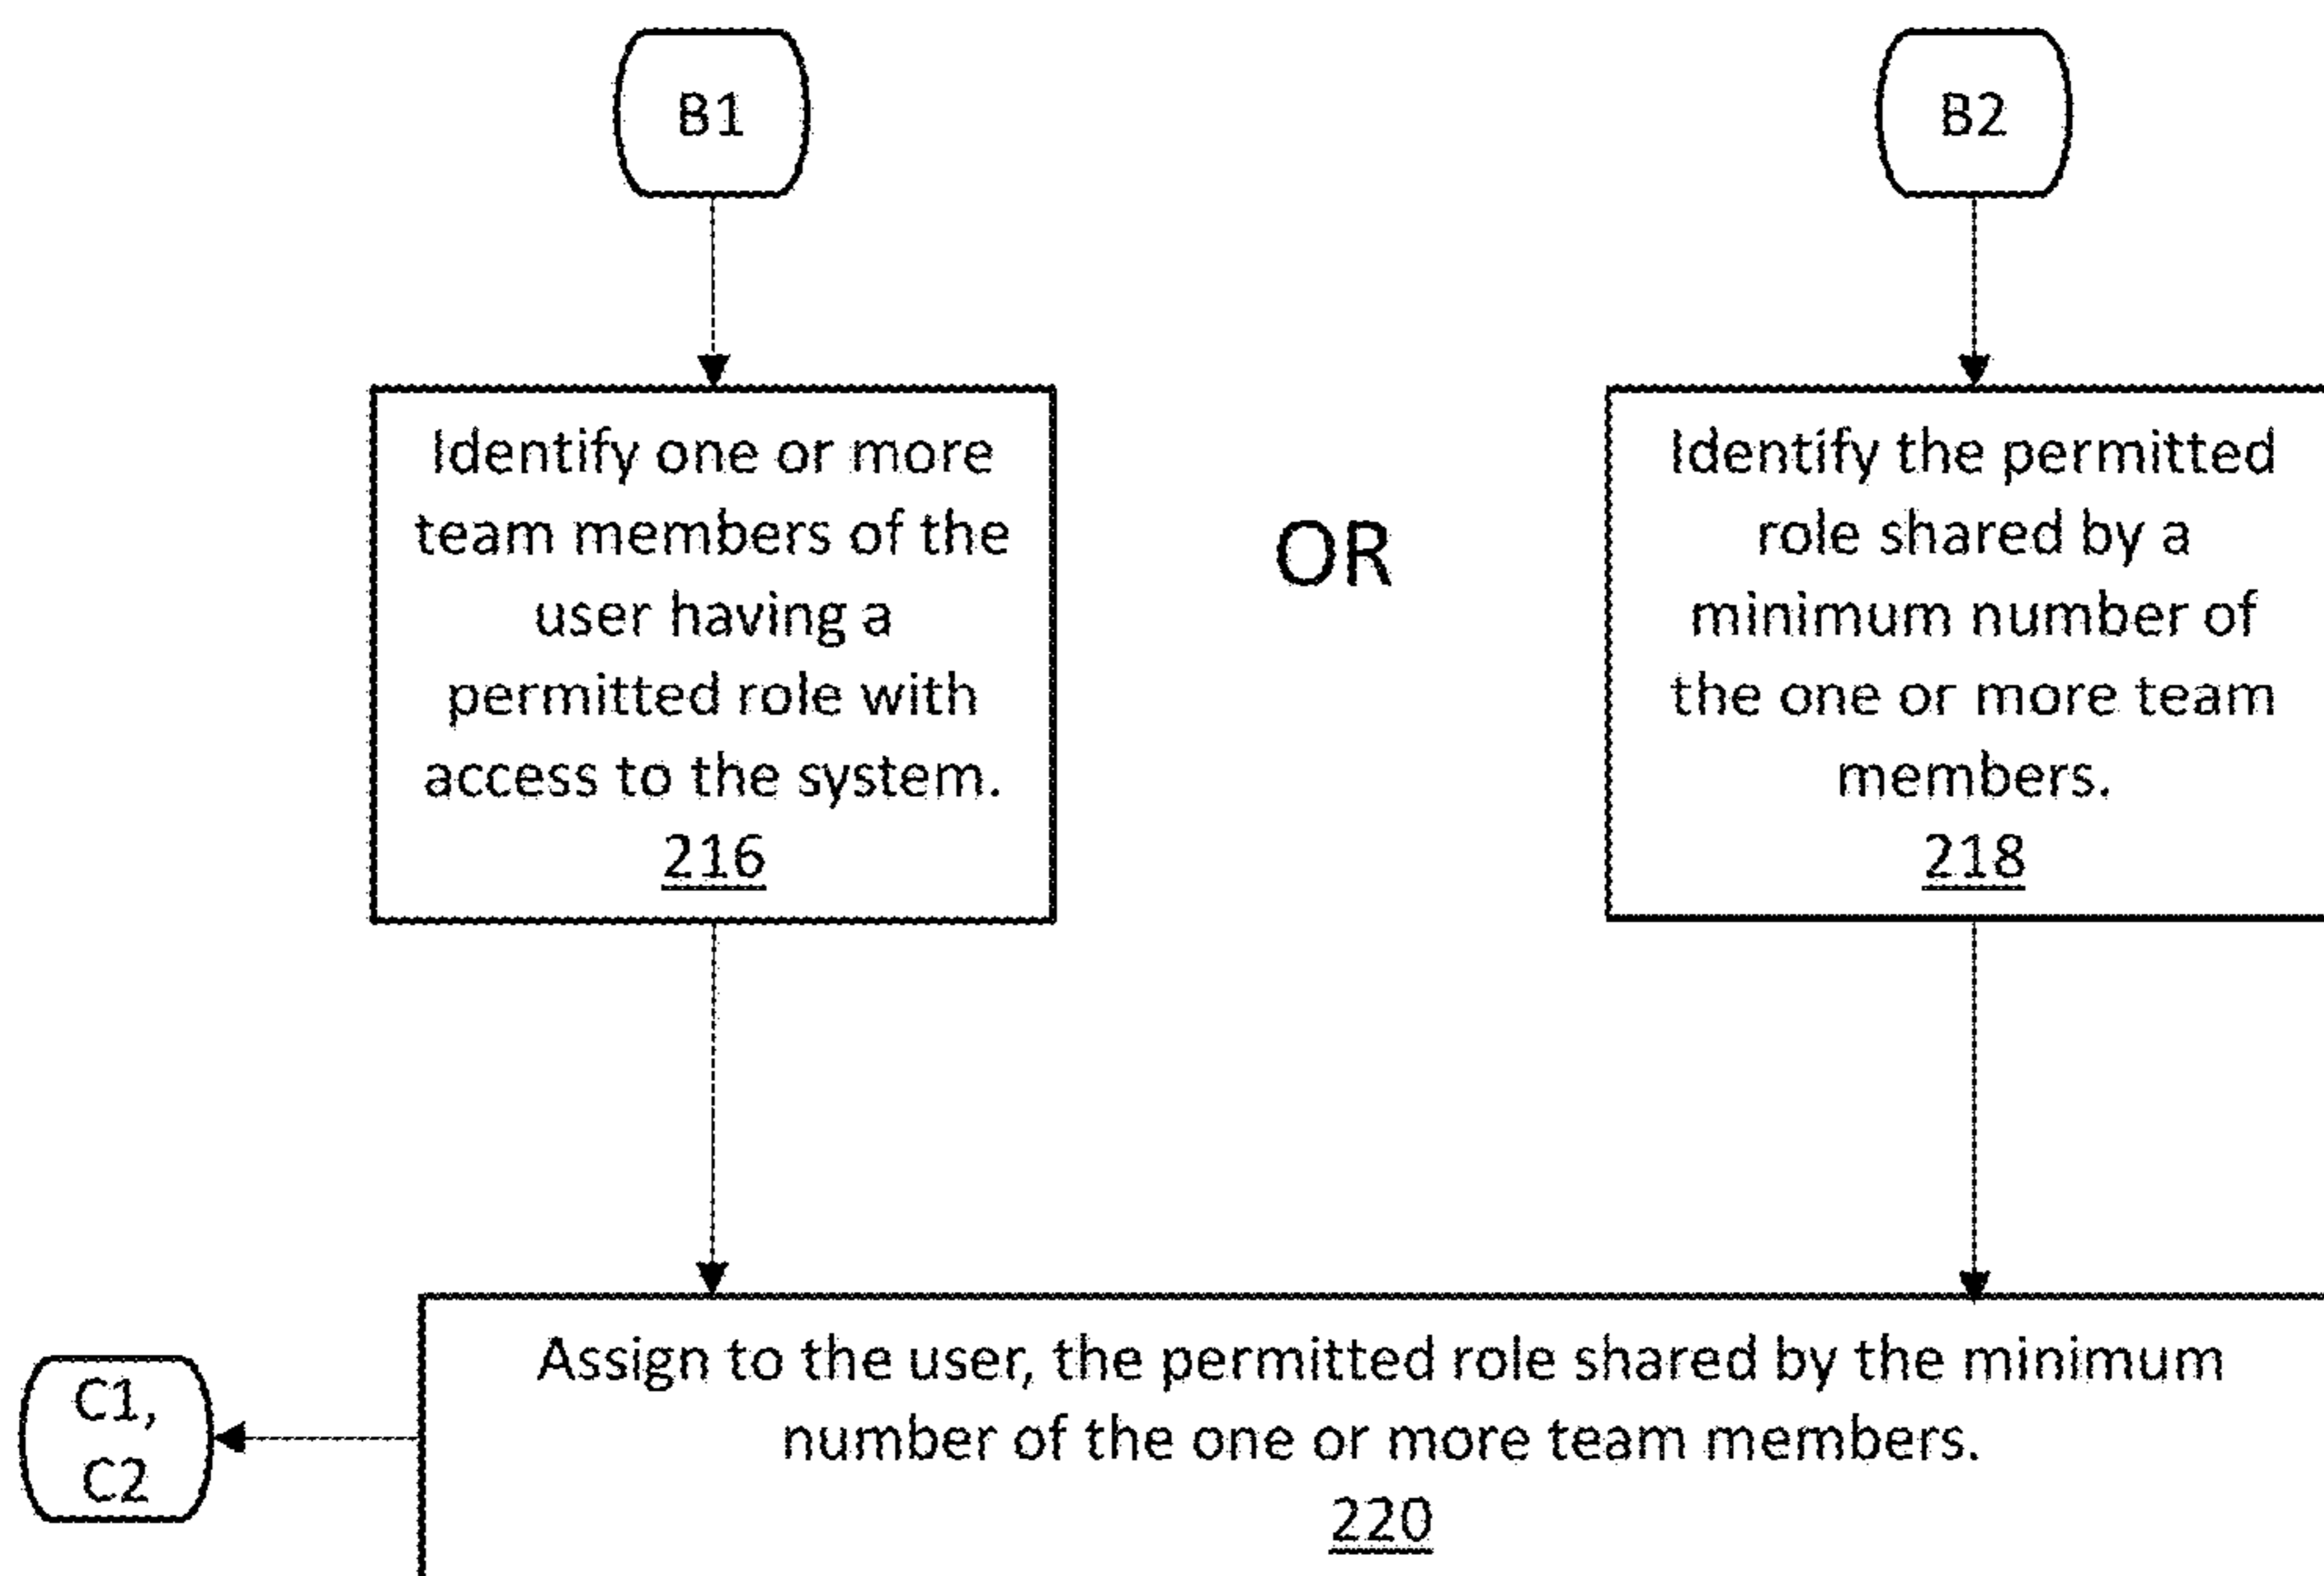 B1
B2
Identify one or more
team members of the
user having a
permitted role with
access to the system.
216
OR
Identify the permitted
role shared by a
minimum number of
the one or more team
members.
218
Assign to the user, the permitted role shared by the minimum
number of the one or more team members.
220
C1,
C2